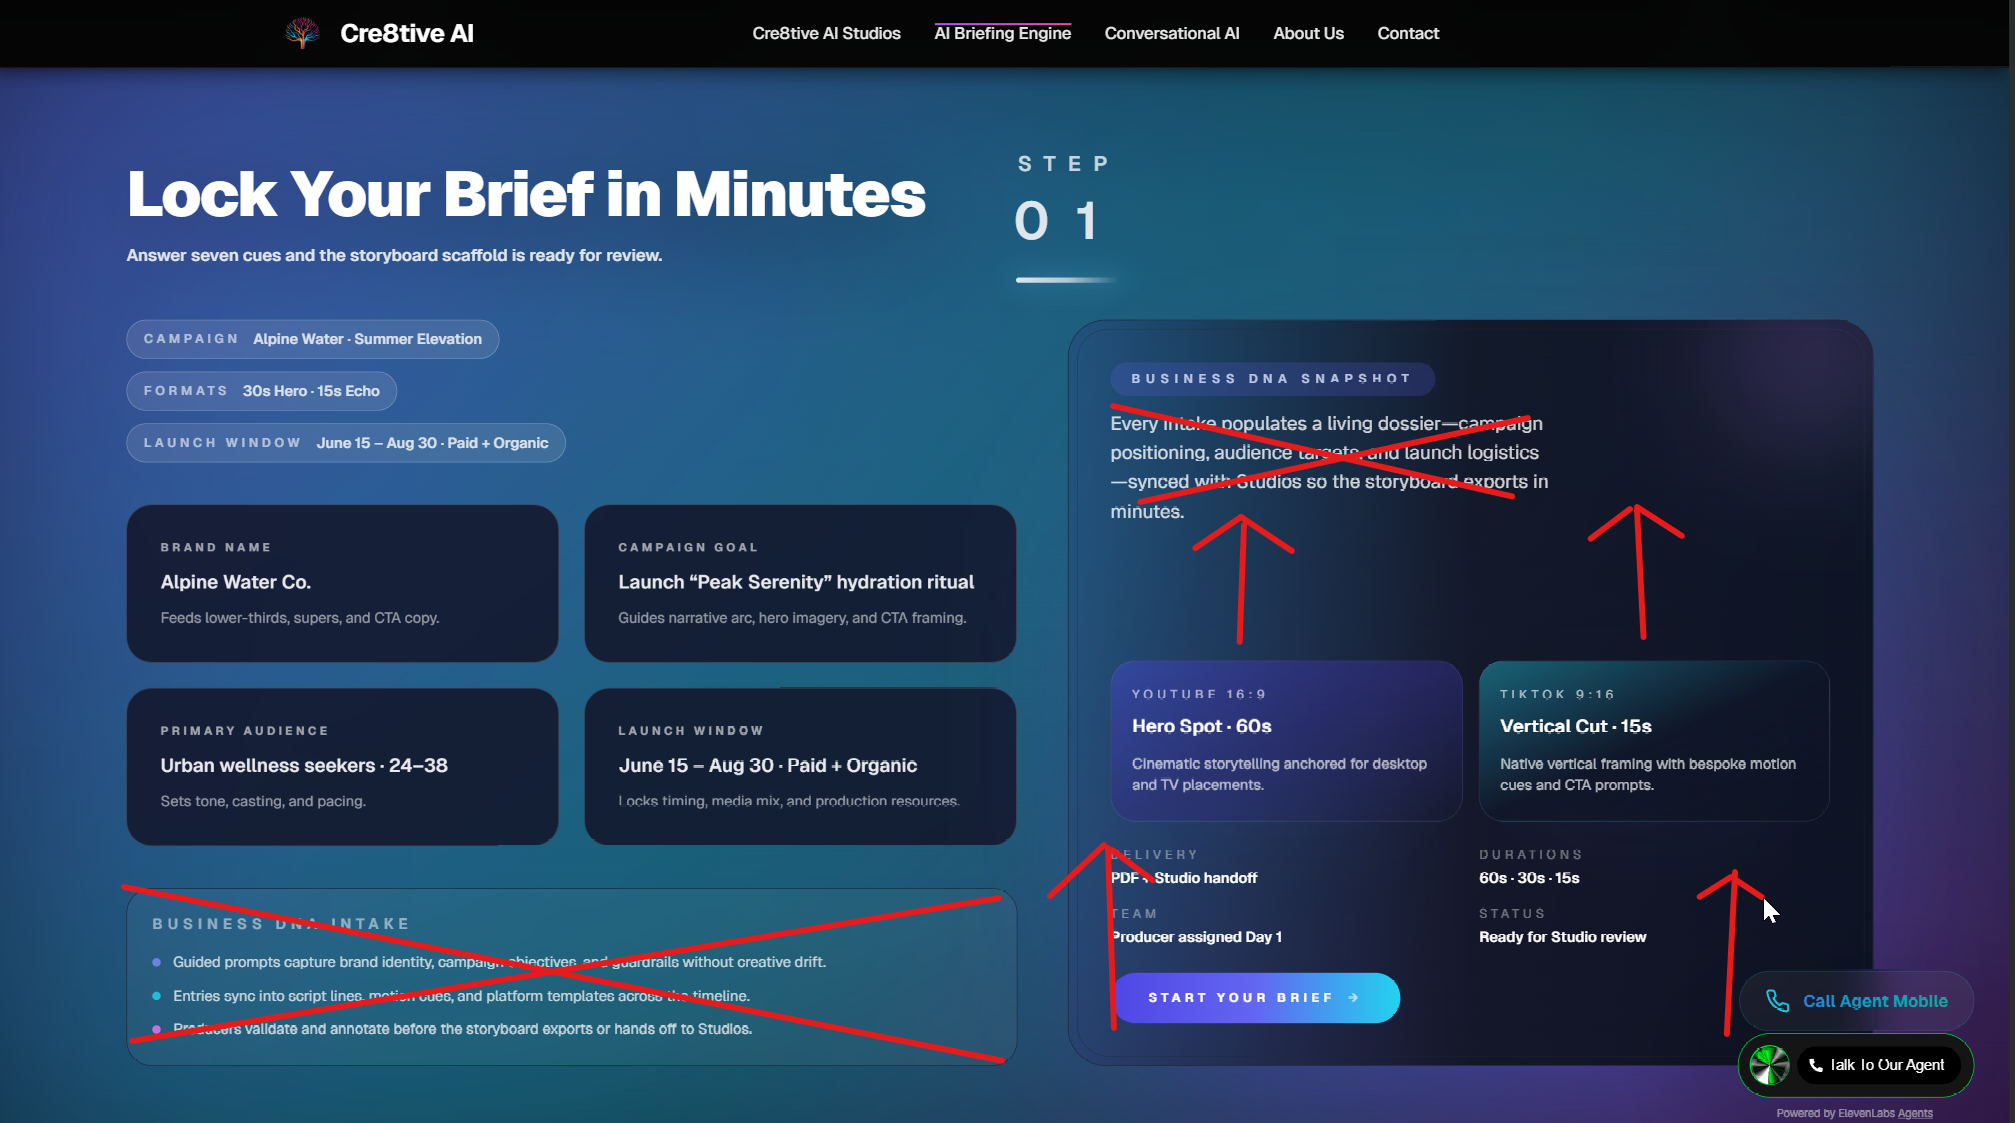 Cre8tive AI
Cre8tive AI Studios
AI Briefing Engine
Conversational AI
About Us
Contact
Lock Your Brief in Minutes
Answer seven cues and the storyboard scaffold is ready for review.
STEP
01
CAMPAIGN Alpine Water · Summer Elevation
FORMATS 30s Hero · 15s Echo
LAUNCH WINDOW June 15 – Aug 30 · Paid + Organic
BRAND NAME
Alpine Water Co.
Feeds lower-thirds, supers, and CTA copy.
CAMPAIGN GOAL
Launch “Peak Serenity” hydration ritual
Guides narrative arc, hero imagery, and CTA framing.
PRIMARY AUDIENCE
Urban wellness seekers · 24–38
Sets tone, casting, and pacing.
LAUNCH WINDOW
June 15 – Aug 30 · Paid + Organic
Locks timing, media mix, and production resources.
BUSINESS DNA INTAKE
Guided prompts capture brand identity, campaign objectives, and guardrails without creative drift.
Entries sync into script lines, motion cues, and platform templates across the timeline.
Producers validate and annotate before the storyboard exports or hands off to Studios.
BUSINESS DNA SNAPSHOT
Every intake populates a living dossier—campaign
positioning, audience targets, and launch logistics
—synced with Studios so the storyboard exports in
minutes.
YOUTUBE 16:9
Hero Spot · 60s
Cinematic storytelling anchored for desktop
and TV placements.
TIKTOK 9:16
Vertical Cut · 15s
Native vertical framing with bespoke motion
cues and CTA prompts.
DELIVERY
PDF + Studio handoff
DURATIONS
60s · 30s · 15s
TEAM
Producer assigned Day 1
STATUS
Ready for Studio review
START YOUR BRIEF →
Call Agent Mobile
Talk To Our Agent
Powered by ElevenLabs Agents